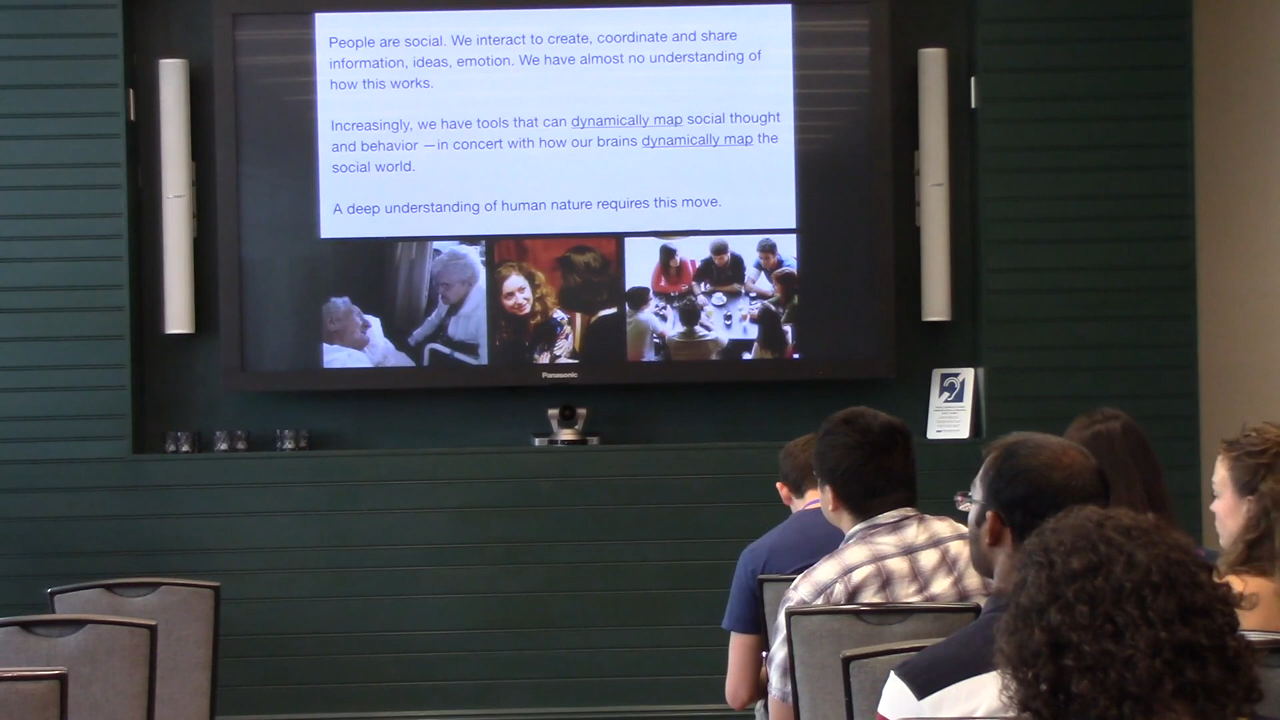 People are social. We interact to create, coordinate and share
information, ideas, emotion. We have almost no understanding of
how this works.
Increasingly, we have tools that can dynamically map social thought
and behavior —in concert with how our brains dynamically map the
social world.
A deep understanding of human nature requires this move.
Panasonic